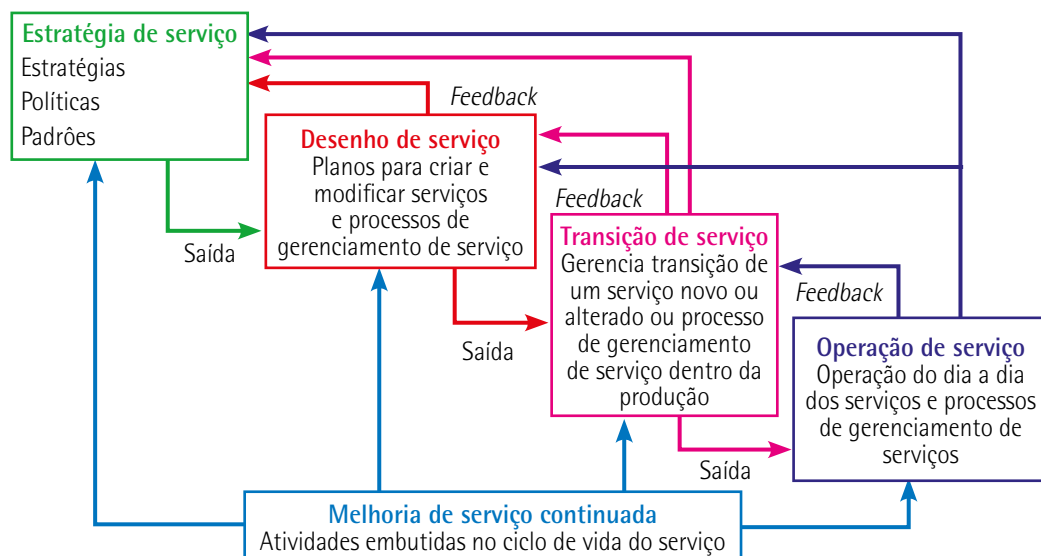 Estratégia de serviço
Estratégias
Políticas
Padrôes
Feedback
Saída
Desenho de serviço
Planos para criar e
modificar serviços
e processos de
gerenciamento de serviço
Feedback
Saída
Transição de serviço
Gerencia transição de
um serviço novo ou
alterado ou processo
de gerenciamento
de serviço dentro da
produção
Feedback
Saída
Operação de serviço
Operação do dia a dia
dos serviços e processos
de gerenciamento de
serviços
Melhoria de serviço continuada
Atividades embutidas no ciclo de vida do serviço